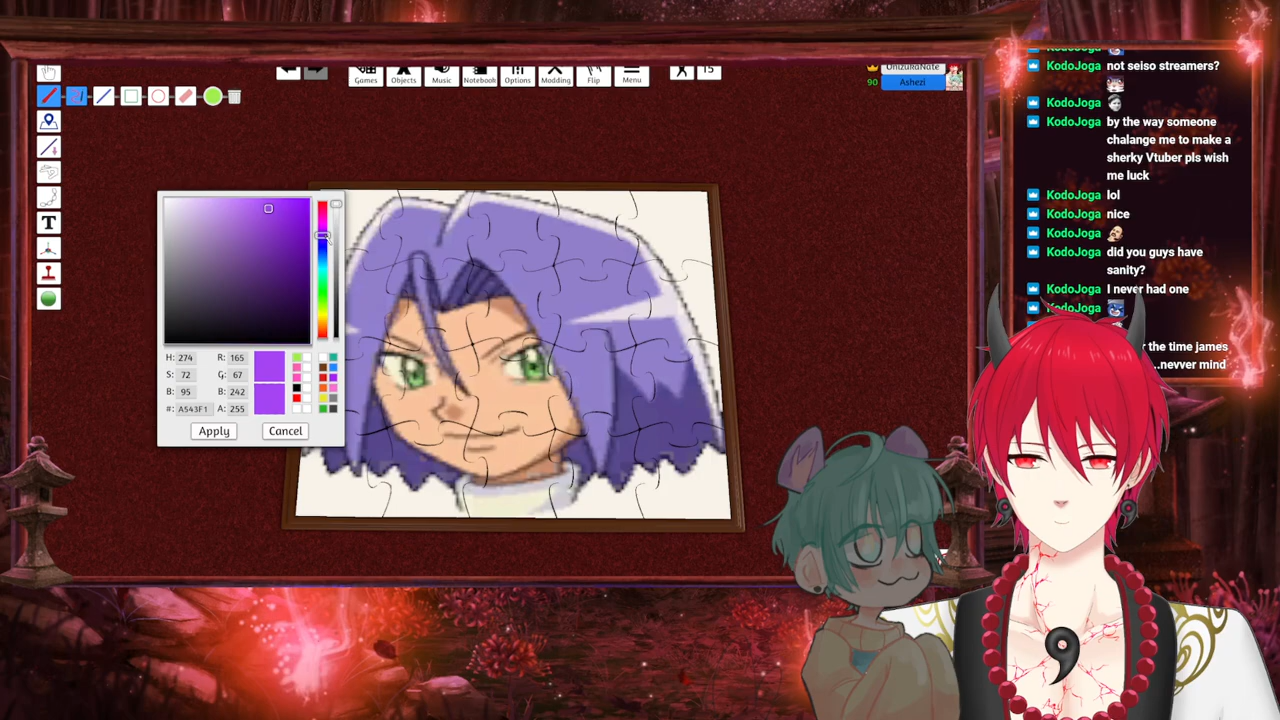 Games Objects Music Notebook Options Modding Flip Menu
15
OnizukaNate
90 Ashezi
T
H: 274 R: 165
S: 72 G: 67
B: 95 B: 242
#: A543F1 A: 255
Apply Cancel
KodoJoga
KodoJoga not seiso streamers?
KodoJoga
KodoJoga by the way someone
chalange me to make a
sherky Vtuber pls wish
me luck
KodoJoga lol
KodoJoga nice
KodoJoga
KodoJoga did you guys have
sanity?
KodoJoga I never had one
KodoJoga
the time james
...nevver mind